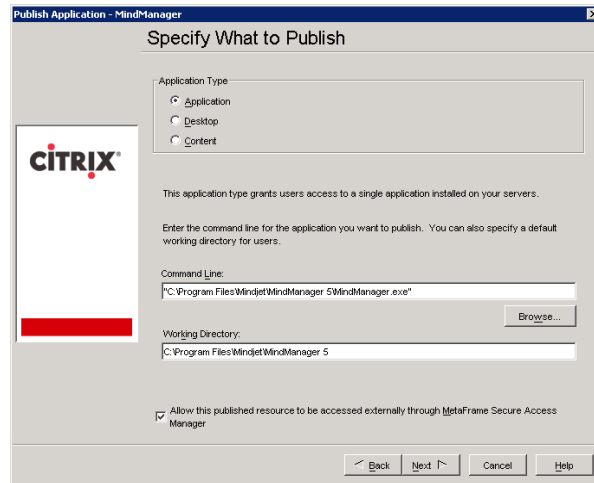 Publish Application - MindManager
Specify What to Publish
Application Type
Application
Desktop
Content
CITRIX®
This application type grants users access to a single application installed on your servers.
Enter the command line for the application you want to publish. You can also specify a default
working directory for users.
Command Line:
"C:\Program Files\Mindjet\MindManager 5\MindManager.exe"
Browse...
Working Directory:
C:\Program Files\Mindjet\MindManager 5
Allow this published resource to be accessed externally through MetaFrame Secure Access
Manager
Back
Next
Cancel
Help